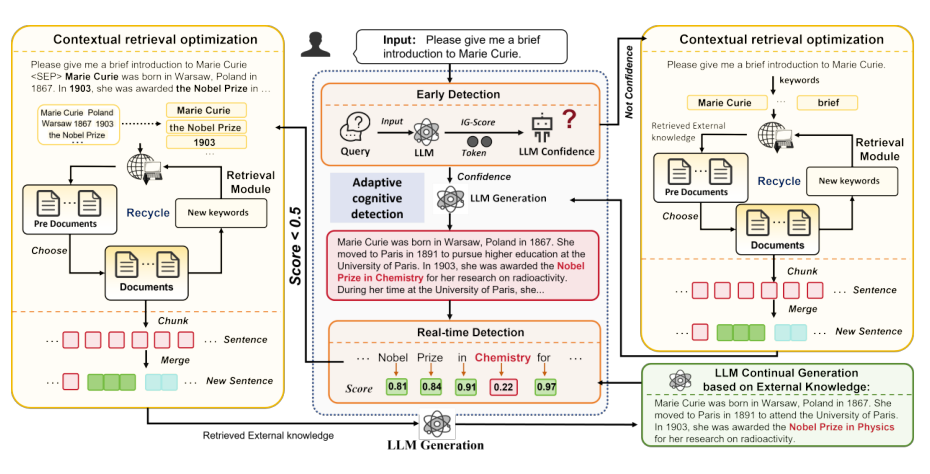 Contextual retrieval optimization
Please give me a brief introduction to Marie Curie
<SEP> Marie Curie was born in Warsaw, Poland in
1867. In 1903, she was awarded the Nobel Prize in ...
Marie Curie Poland
Warsaw 1867 1903
the Nobel Prize
...
Marie Curie
the Nobel Prize
1903
...
Retrieval
Module
Pre Documents
Recycle
New keywords
Choose
Documents
Chunk
... Sentence
Merge
... ... New Sentence
Retrieved External knowledge
Score < 0.5
Input: Please give me a brief
introduction to Marie Curie.
Early Detection
Query
Input
LLM
IG-Score
Token
?
LLM Confidence
Not Confidence
Confidence
Adaptive
cognitive
detection
LLM Generation
Marie Curie was born in Warsaw, Poland in 1867. She
moved to Paris in 1891 to pursue higher education at the
University of Paris. In 1903, she was awarded the Nobel
Prize in Chemistry for her research on radioactivity.
During her time at the University of Paris, she...
Real-time Detection
... Nobel Prize in Chemistry for ...
Score 0.81 0.84 0.91 0.22 0.97
LLM Generation
Contextual retrieval optimization
Please give me a brief introduction to Marie Curie.
keywords
Marie Curie ... brief
Retrieved External
knowledge
Retrieval
Module
Pre Documents
Recycle
New keywords
Choose
Documents
Chunk
... ... Sentence
Merge
... ... New Sentence
LLM Continual Generation
based on External Knowledge:
Marie Curie was born in Warsaw, Poland in 1867. She
moved to Paris in 1891 to attend the University of Paris.
In 1903, she was awarded the Nobel Prize in Physics
for her research on radioactivity.